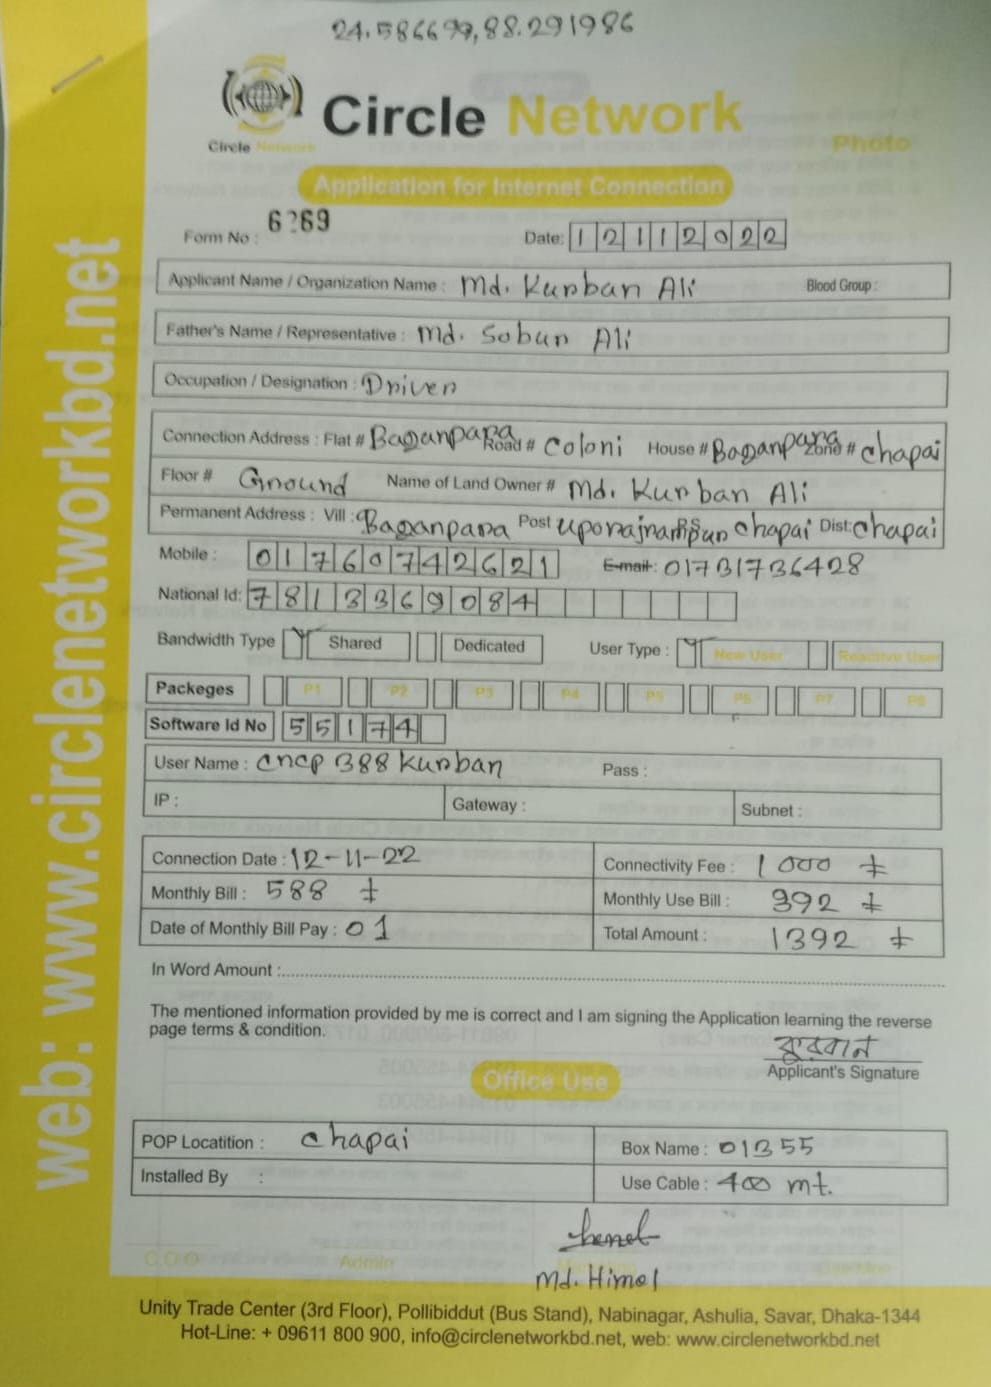 24.586699,88.291986
Circle Network
Circle Network
Photo
Application for Internet Connection
Form No : 6269
Date: 12112022
Applicant Name / Organization Name : Md. Kurban Ali Blood Group :
Father's Name / Representative : Md. Soban Ali
Occupation / Designation : Driver
Connection Address : Flat # Baganpara Road # Coloni House # Baganpara Zone # Chapai
Floor # Ground Name of Land Owner # Md. Kurban Ali
Permanent Address : Vill : Baganpara Post Uporajrampur PS: Chapai Dist: Chapai
Mobile : 01760742621 E-mail: 01731736428
National Id: 7813369084
Bandwidth Type Shared Dedicated User Type : New User Reactive User
Packeges P1 P2 P3 P4 P5 P6 P7 P8
Software Id No 55174
User Name : cncp388kurban Pass :
IP : Gateway : Subnet :
Connection Date : 12-11-22 Connectivity Fee : 1000 ৳
Monthly Bill : 588 ৳ Monthly Use Bill : 392 ৳
Date of Monthly Bill Pay : 01 Total Amount : 1392 ৳
In Word Amount :
The mentioned information provided by me is correct and I am signing the Application learning the reverse
page terms & condition.
কুরবান
Applicant's Signature
Office Use
POP Locatition : Chapai Box Name : 01355
Installed By : Use Cable : 400 mt.
C.O.O Admin
Md. Himel
Unity Trade Center (3rd Floor), Pollibiddut (Bus Stand), Nabinagar, Ashulia, Savar, Dhaka-1344
Hot-Line: + 09611 800 900, info@circlenetworkbd.net, web: www.circlenetworkbd.net
web: www.circlenetworkbd.net